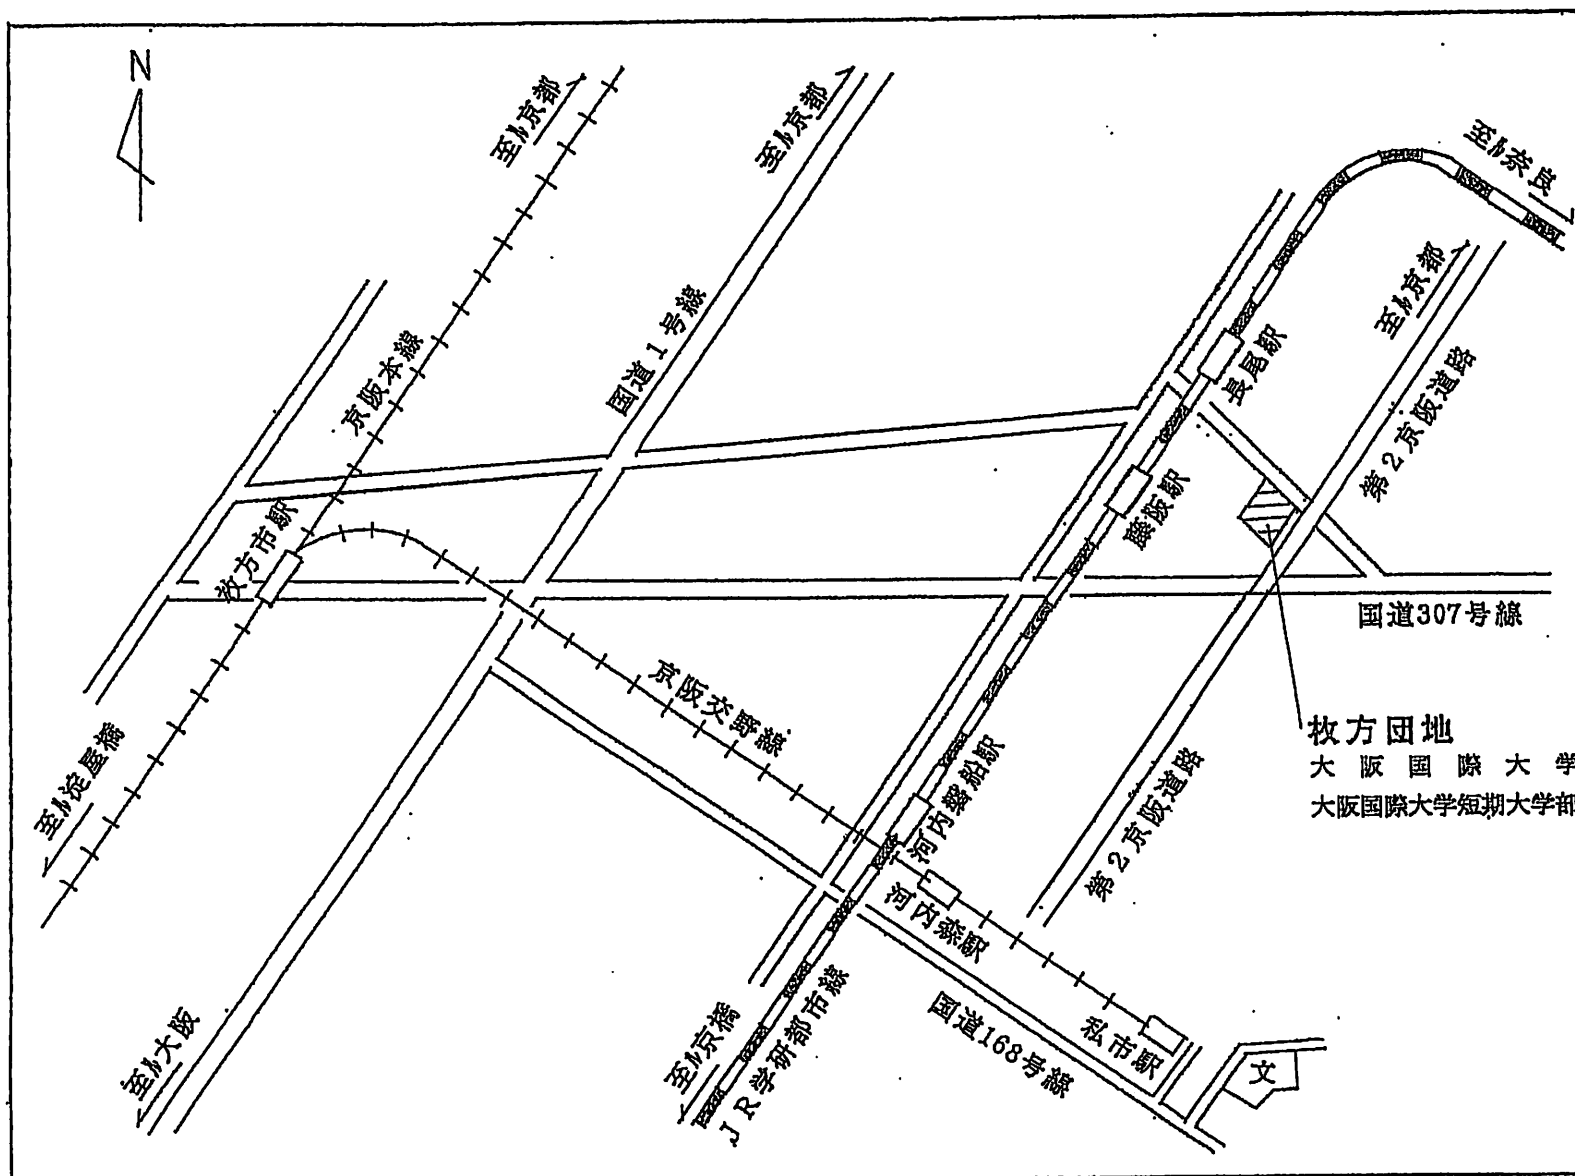 N
至ル京都
至ル京都
至ル奈良
至ル京都
京阪本線
国道1号線
長尾駅
第2京阪道路
藤阪駅
枚方市駅
国道307号線
京阪交野線
枚方団地
大阪国際大学
大阪国際大学短期大学部
河内磐船駅
第2京阪道路
至ル淀屋橋
河内森駅
国道168号線
私市駅
至ル大阪
至ル京橋
JR学研都市線
文